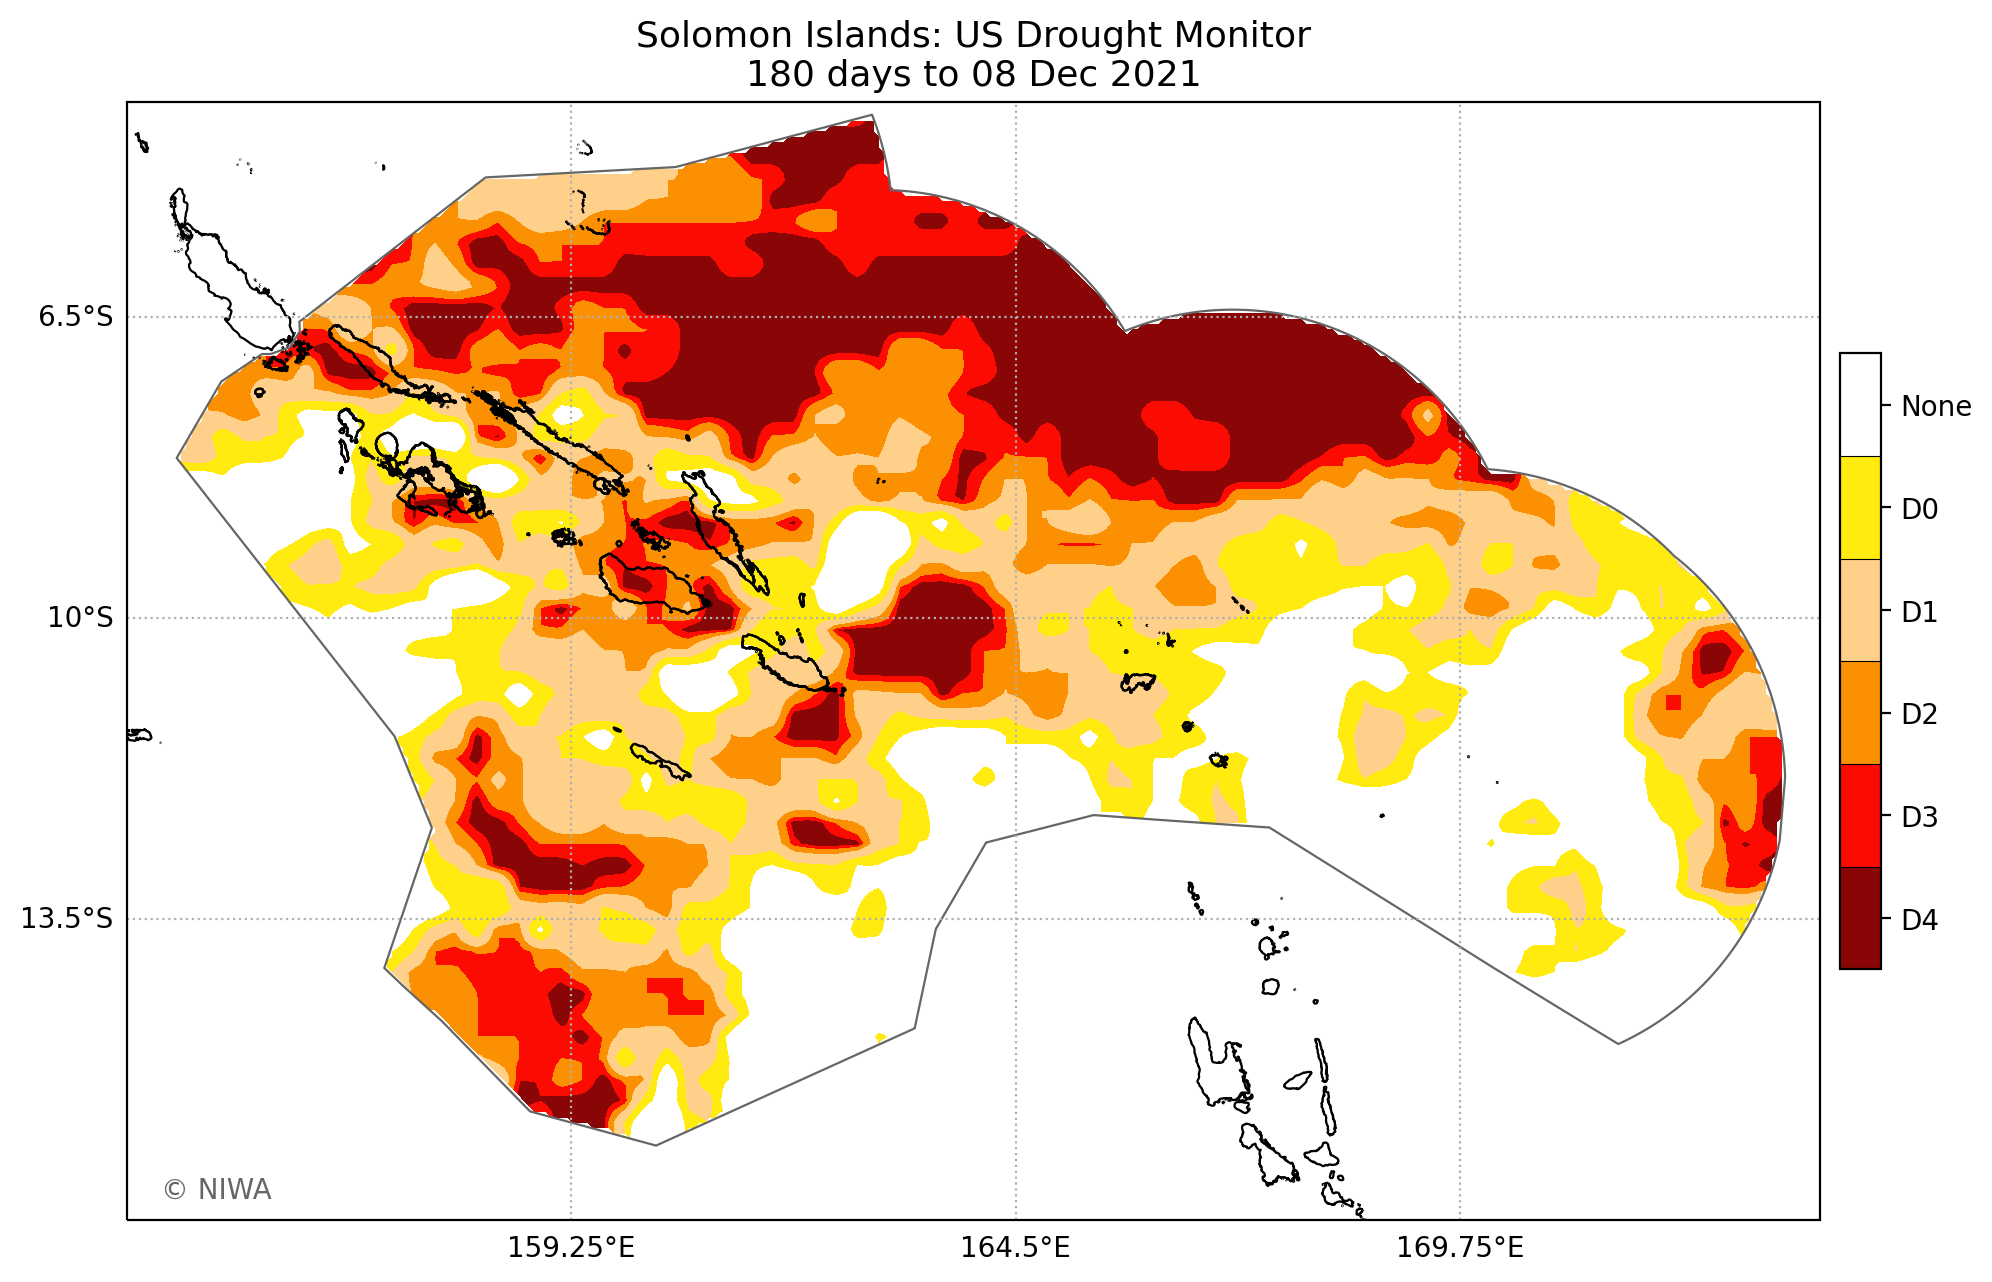 Solomon Islands: US Drought Monitor
180 days to 08 Dec 2021
6.5°S
10°S
13.5°S
159.25°E
164.5°E
169.75°E
None
D0
D1
D2
D3
D4
© NIWA